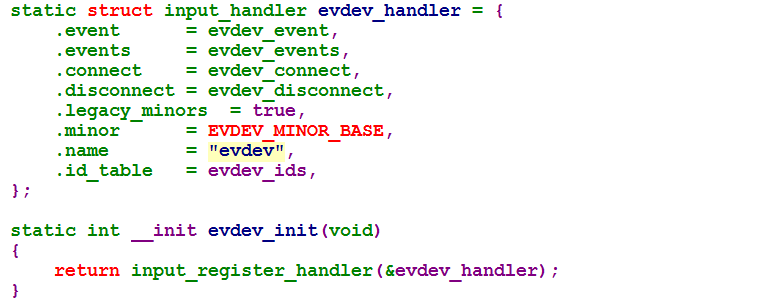 static struct input_handler evdev_handler = {
    .event      = evdev_event,
    .events     = evdev_events,
    .connect    = evdev_connect,
    .disconnect = evdev_disconnect,
    .legacy_minors  = true,
    .minor      = EVDEV_MINOR_BASE,
    .name       = "evdev",
    .id_table   = evdev_ids,
};

static int __init evdev_init(void)
{
    return input_register_handler(&evdev_handler);
}